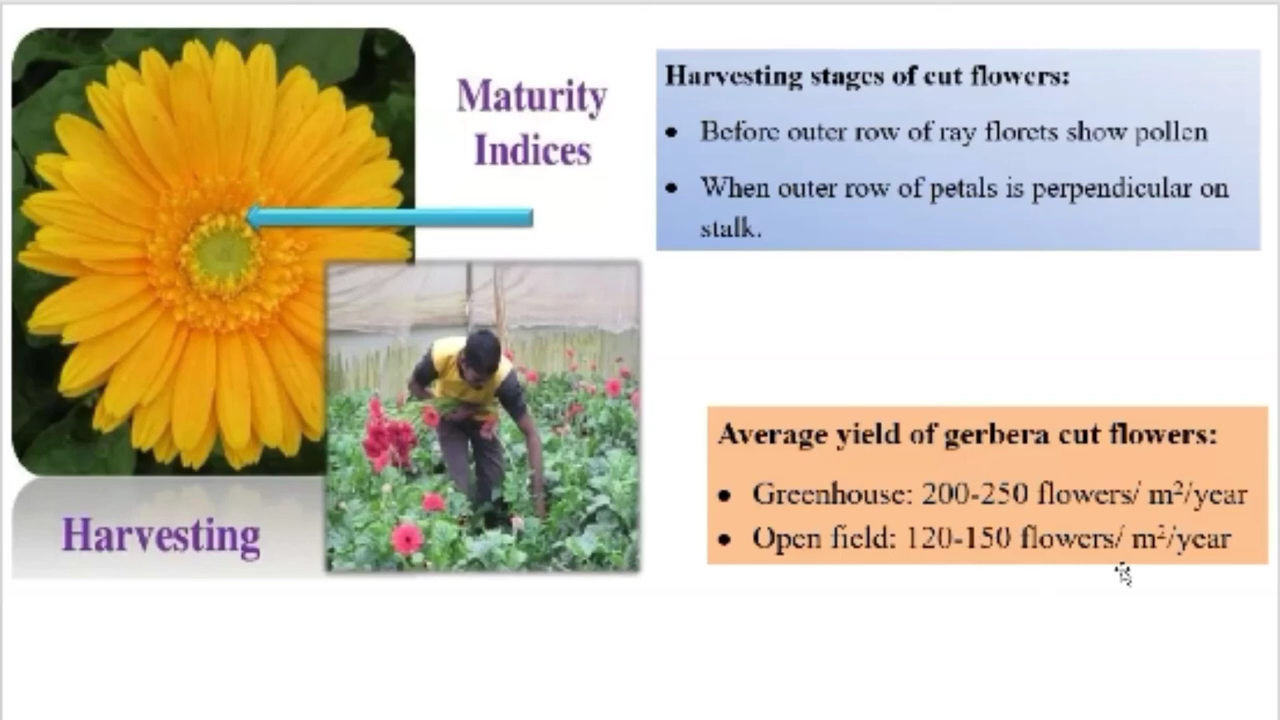 Maturity
Indices
Harvesting stages of cut flowers:
• Before outer row of ray florets show pollen
• When outer row of petals is perpendicular on
stalk.
Harvesting
Average yield of gerbera cut flowers:
• Greenhouse: 200-250 flowers/ m²/year
• Open field: 120-150 flowers/ m²/year